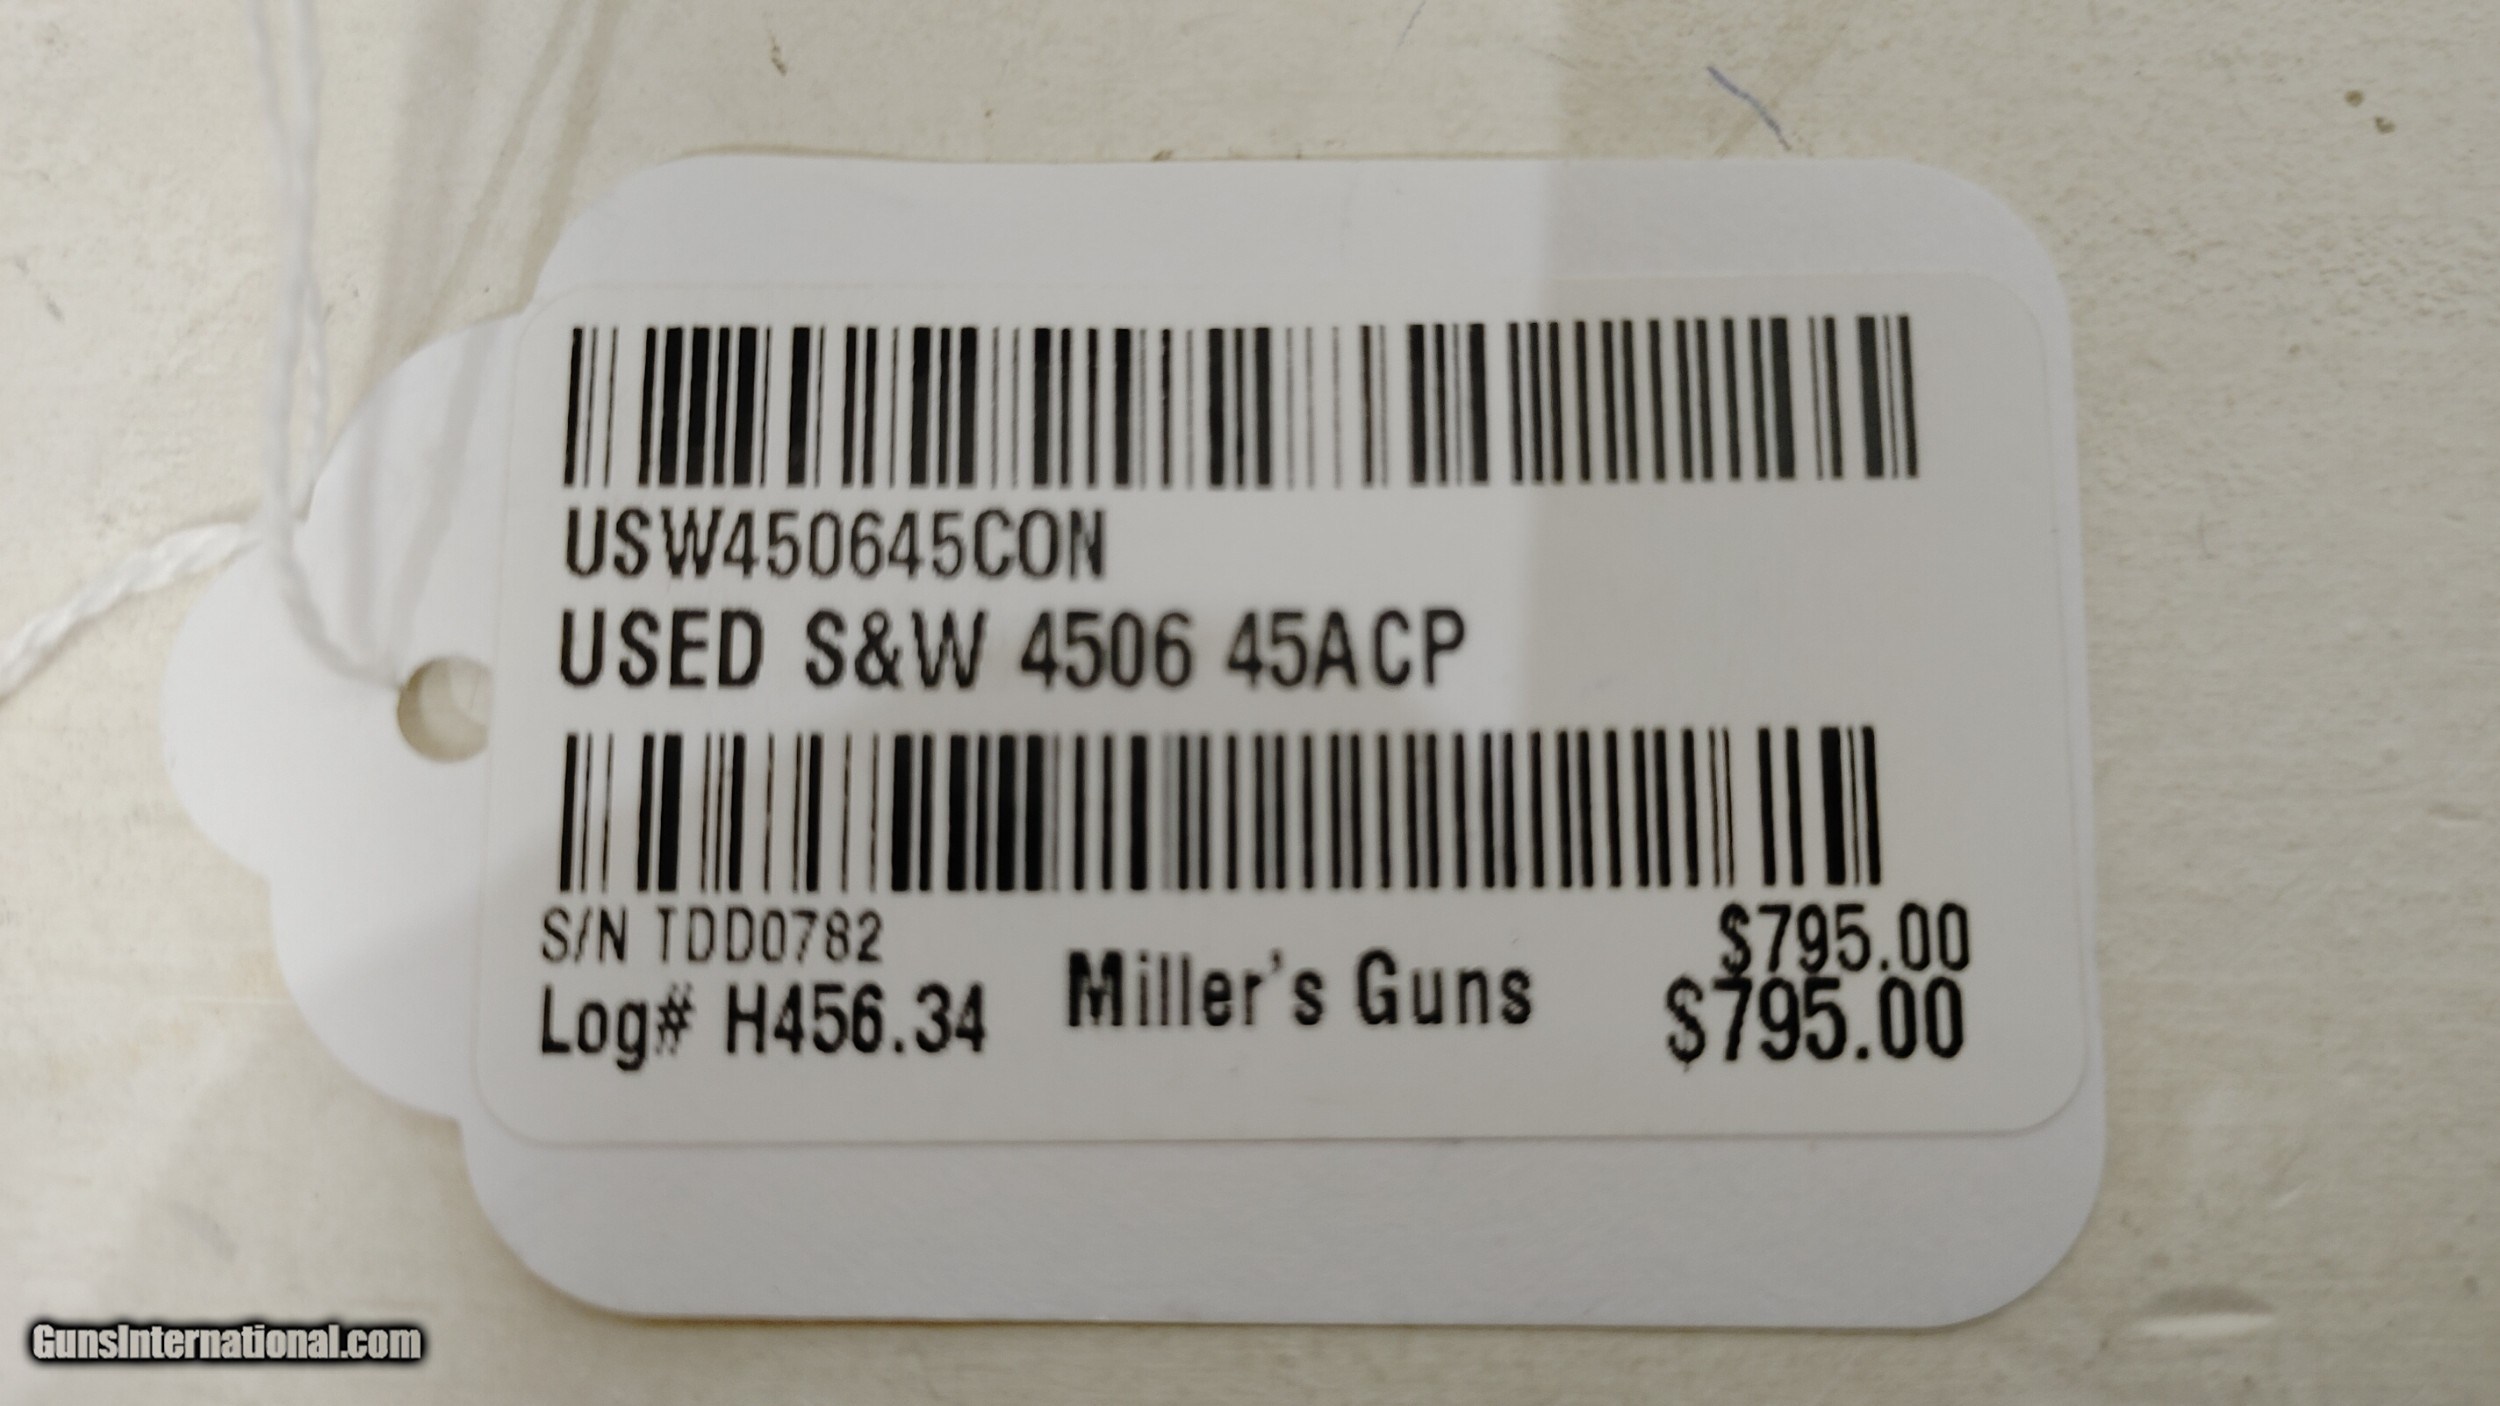 USW450645CON
USED S&W 4506 45ACP
S/N TDD0782
$795.00
Log# H456.34
Miller's Guns
$795.00
GunsInternational.com